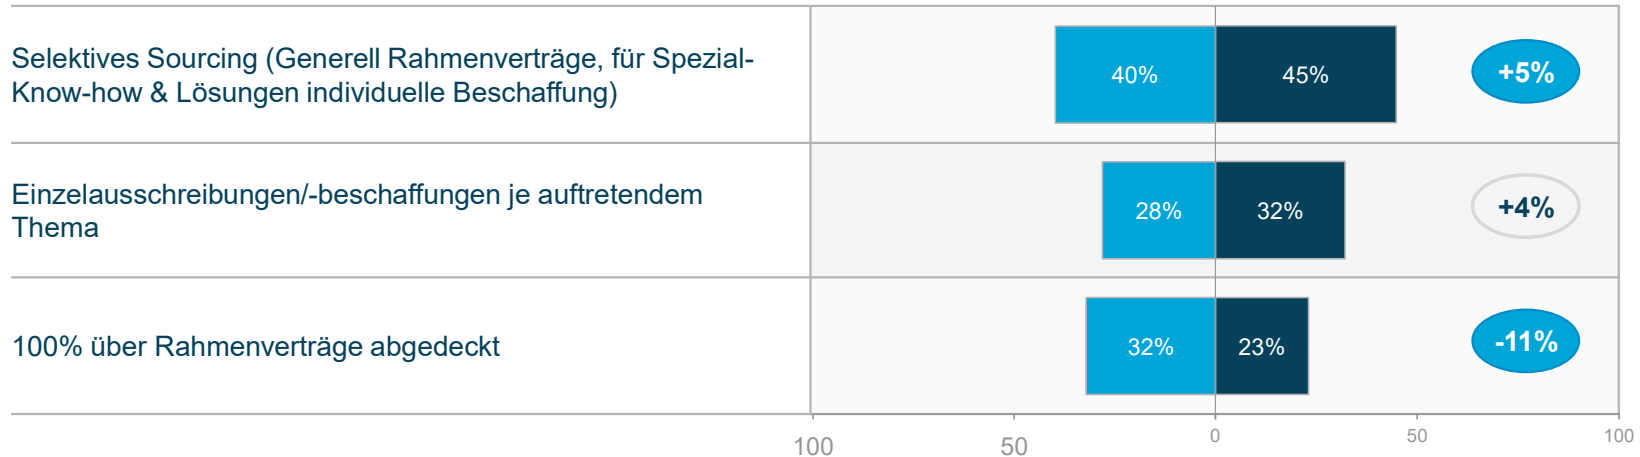 Selektives Sourcing (Generell Rahmenverträge, für Spezial-
Know-how & Lösungen individuelle Beschaffung)
40%
45%
+5%
Einzelausschreibungen/-beschaffungen je auftretendem
Thema
28%
32%
+4%
100% über Rahmenverträge abgedeckt
32%
23%
-11%
100
50
0
50
100